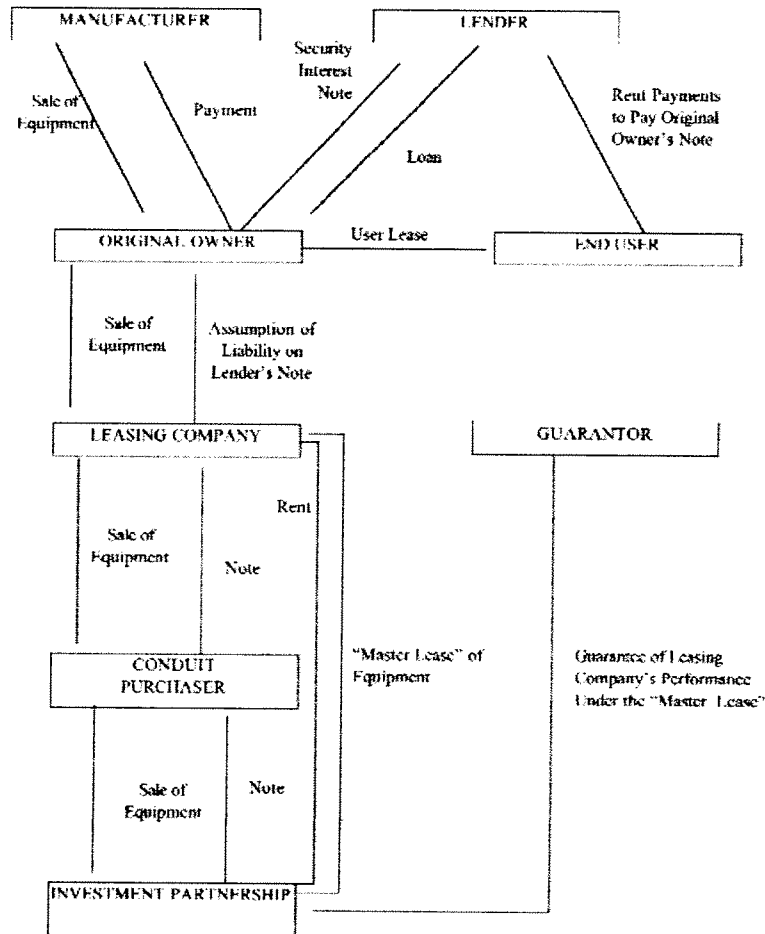 MANUFACTURER
LENDER
Security
Interest
Note
Sale of
Equipment
Payment
Rent Payments
to Pay Original
Owner's Note
Loan
ORIGINAL OWNER
User Lease
END USER
Sale of
Equipment
Assumption of
Liability on
Lender's Note
LEASING COMPANY
GUARANTOR
Rent
Sale of
Equipment
Note
"Master Lease" of
Equipment
Guarantee of Leasing
Company's Performance
Under the "Master Lease"
CONDUIT
PURCHASER
Sale of
Equipment
Note
INVESTMENT PARTNERSHIP